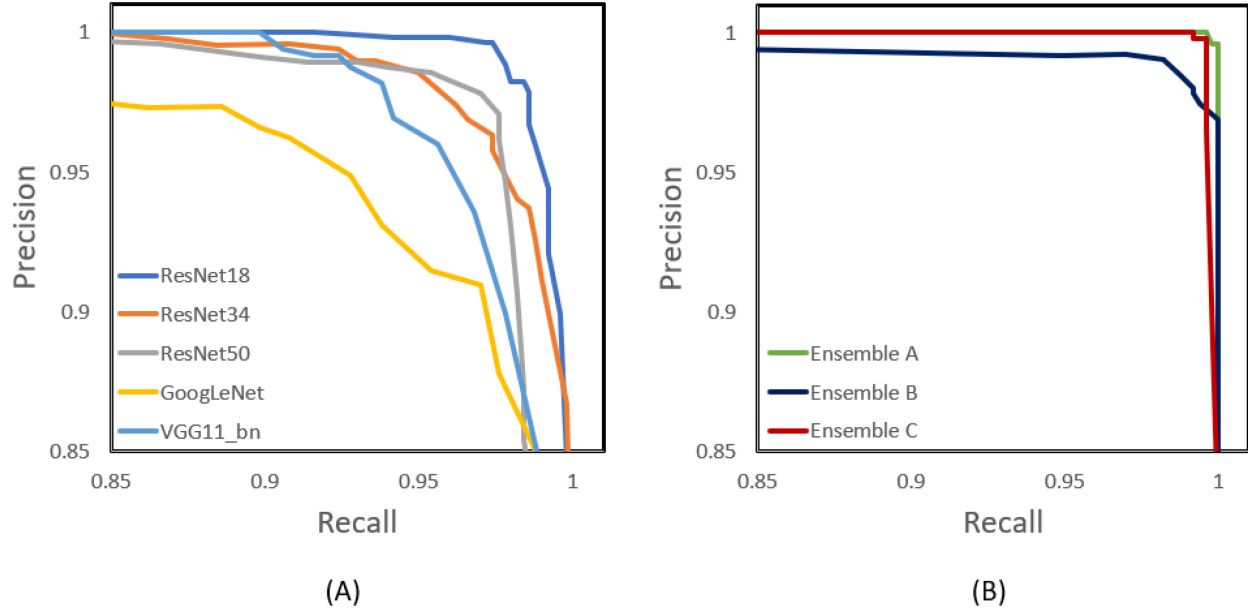 1
0.95
0.9
0.85
Precision
ResNet18
ResNet34
ResNet50
GoogLeNet
VGG11_bn
0.85
0.9
0.95
1
Recall
(A)
1
0.95
0.9
0.85
Precision
Ensemble A
Ensemble B
Ensemble C
0.85
0.9
0.95
1
Recall
(B)